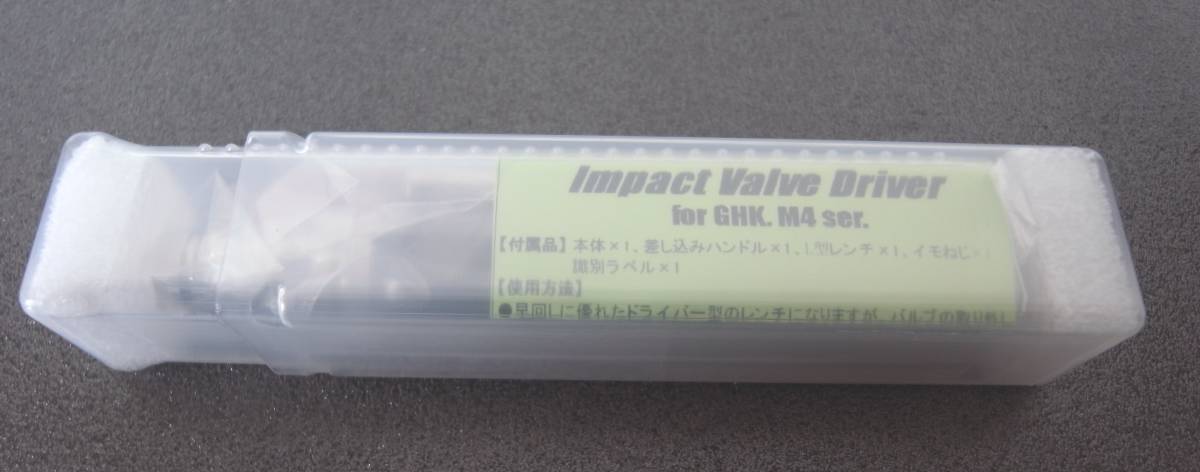 Impact Valve Driver
for GHK. M4 ser.
【付属品】本体×1、差し込みハンドル×1、L型レンチ×1、イモねじ×1
識別ラベル×1
【使用方法】
●早回しに優れたドライバー型のレンチになりますが、バルブの取り外し